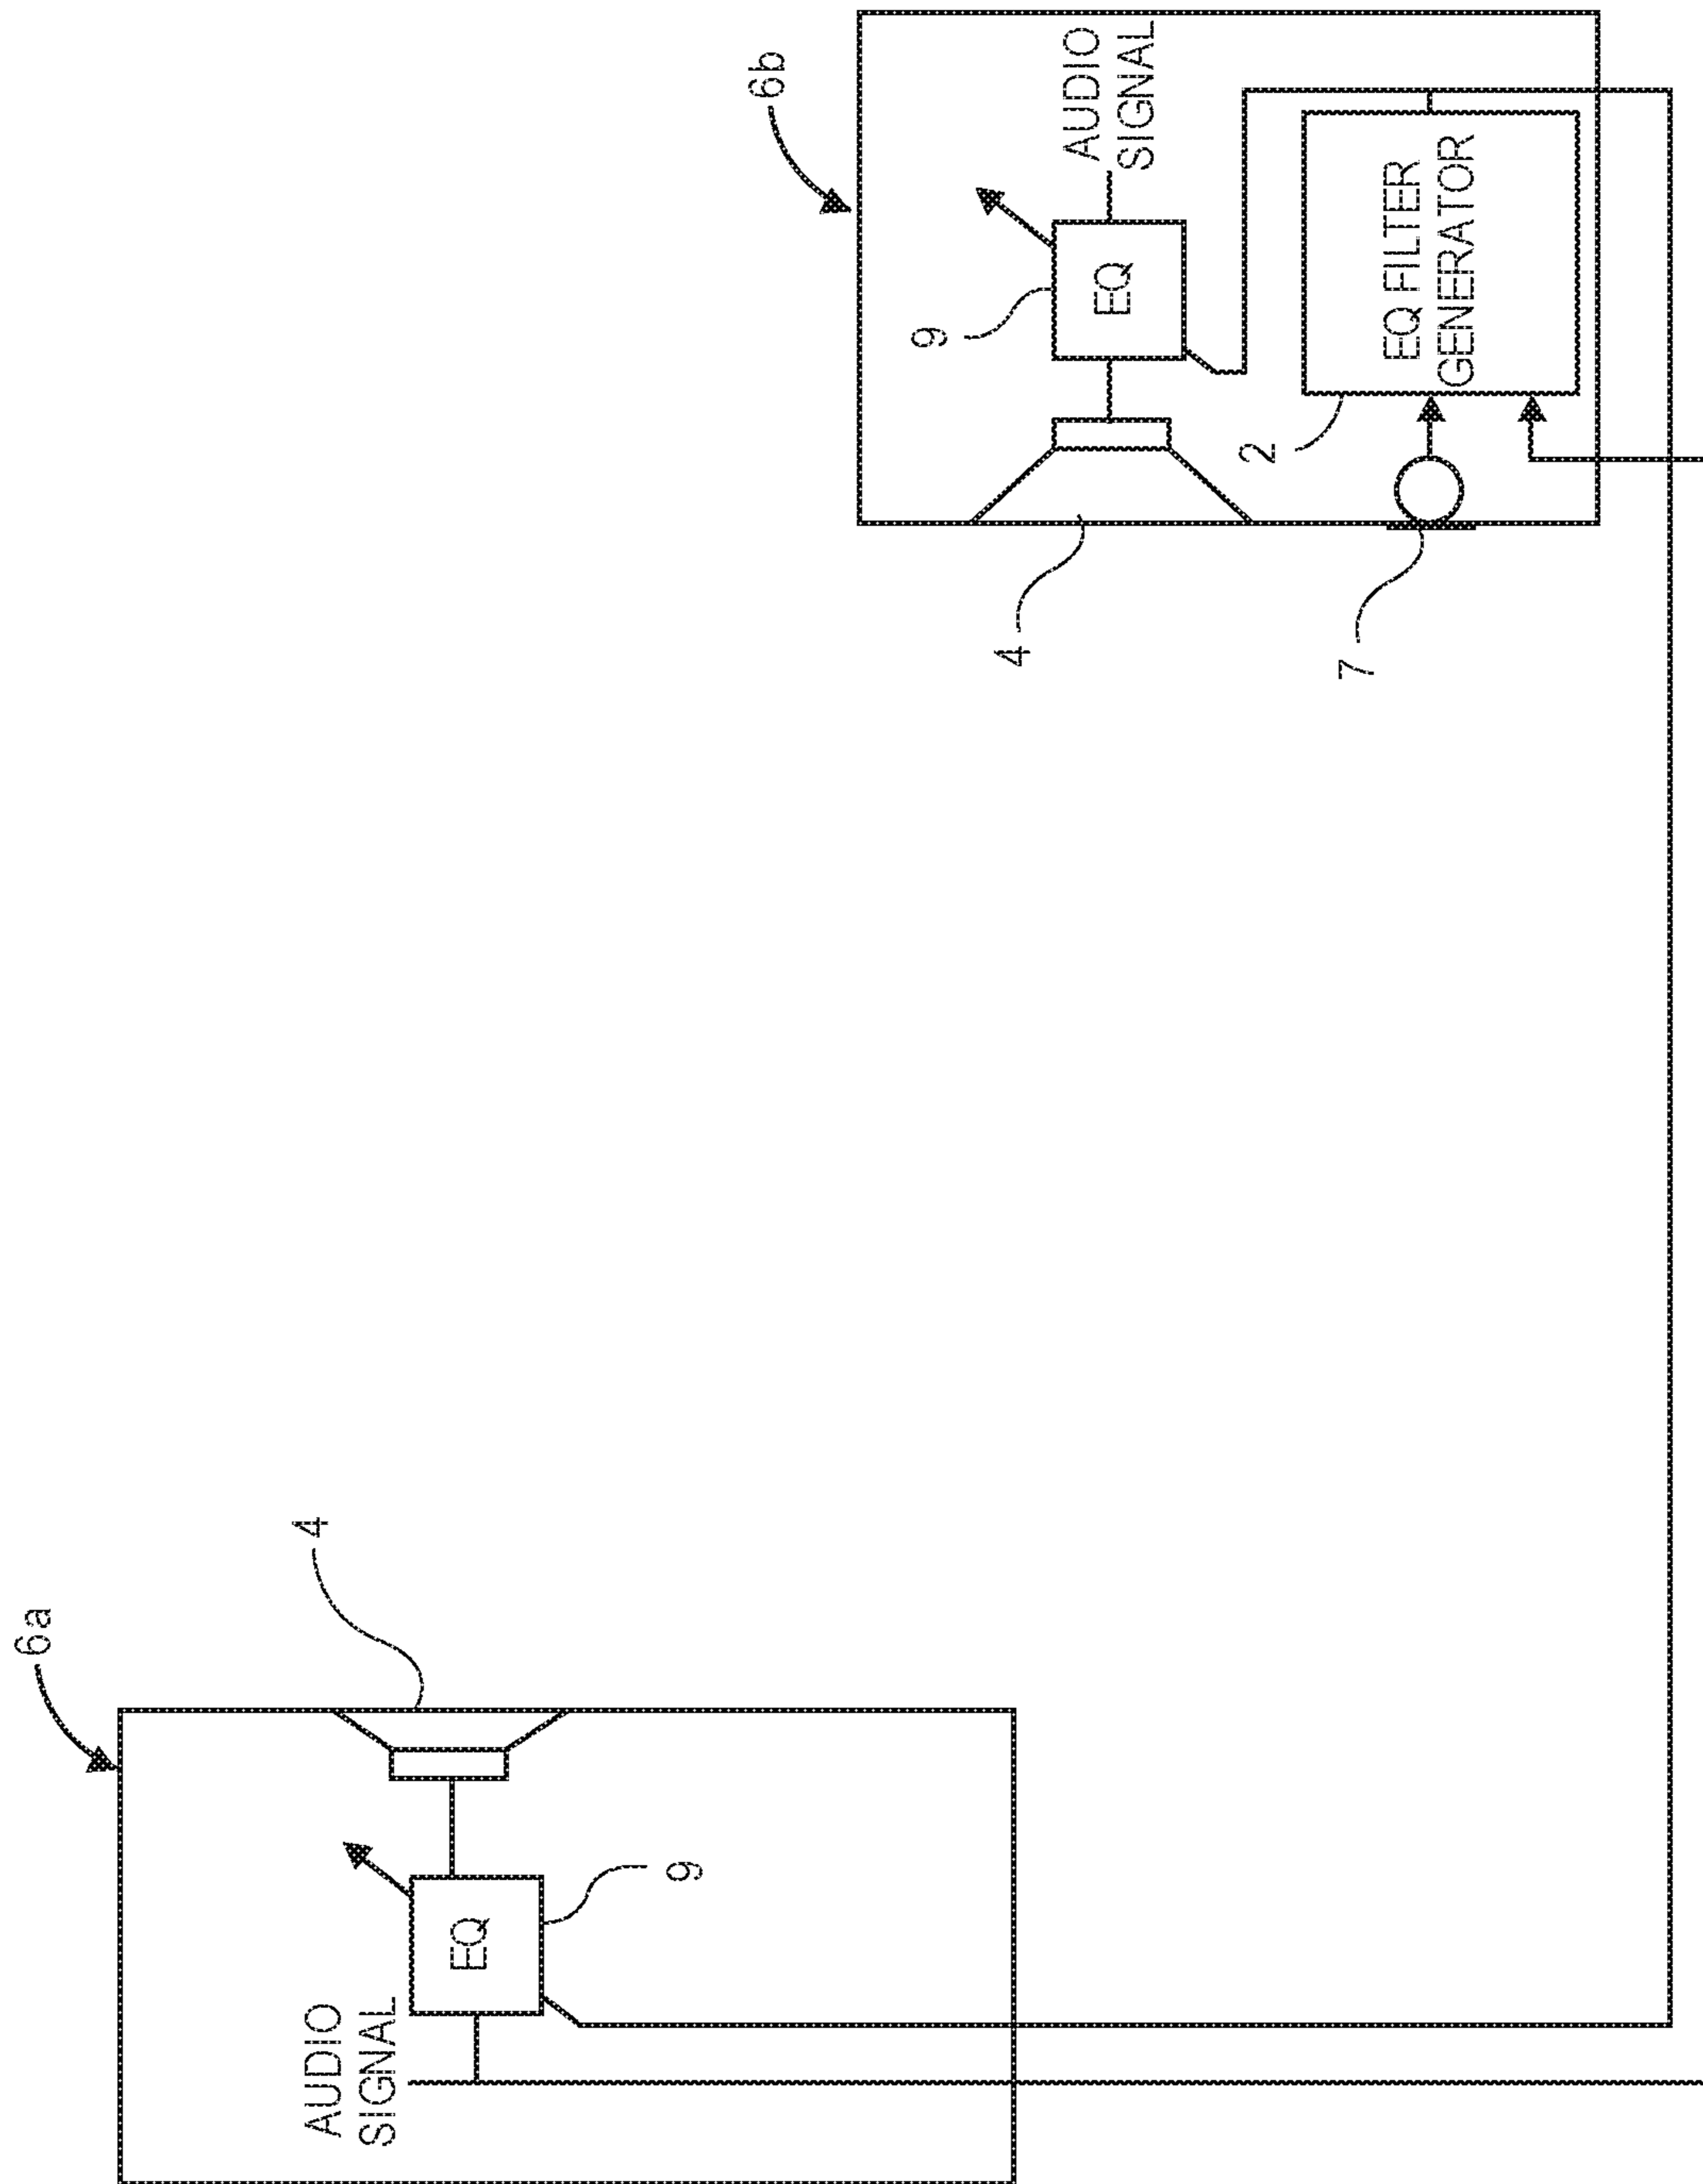 6a
4
AUDIO
SIGNAL
EQ
9
6b
9
AUDIO
SIGNAL
EQ
4
2
EQ FILTER
GENERATOR
7